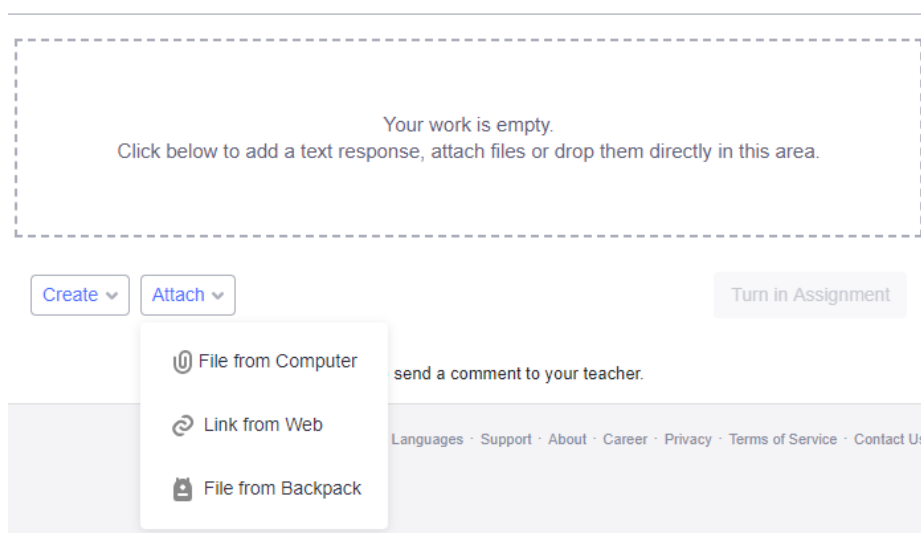 Your work is empty.
Click below to add a text response, attach files or drop them directly in this area.
Create
Attach
Turn in Assignment
File from Computer
send a comment to your teacher.
Link from Web
Languages · Support · About · Career · Privacy · Terms of Service · Contact Us
File from Backpack